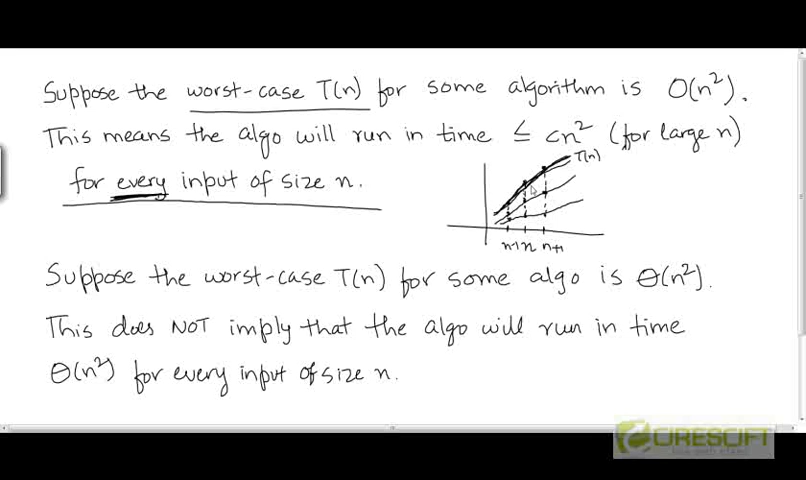 Suppose the worst-case T(n) for some algorithm is O(n²).
This means the algo will run in time ≤ cn² (for large n)
for every input of size n.
T(n)
n-1 n n+1
Suppose the worst-case T(n) for some algo is Θ(n²).
This does NOT imply that the algo will run in time
Θ(n²) for every input of size n.